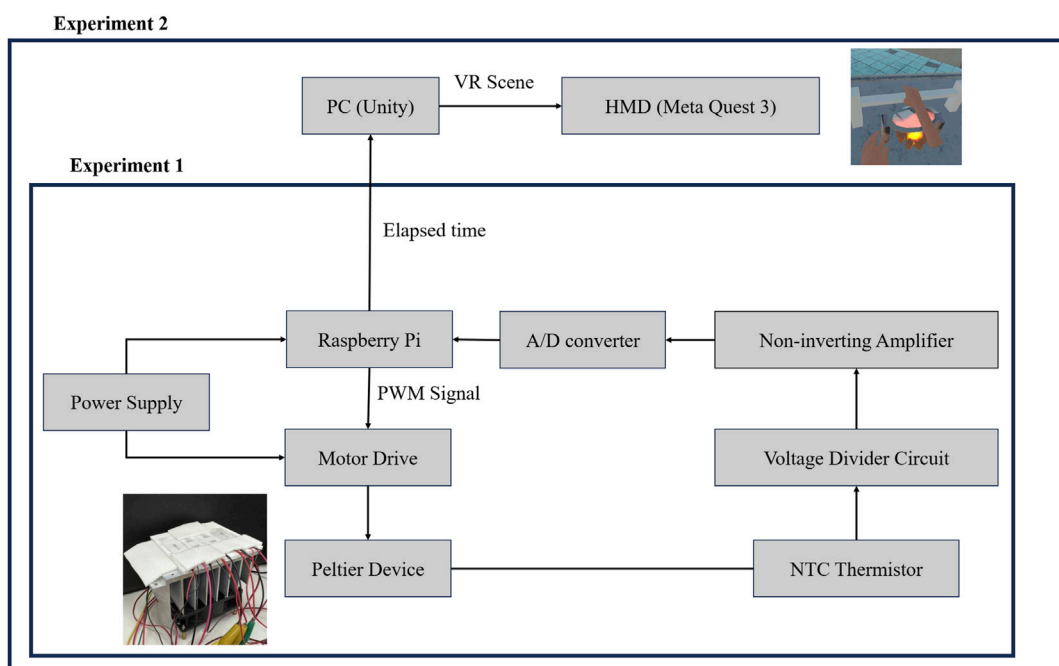 Experiment 2
VR Scene
PC (Unity)
HMD (Meta Quest 3)
Experiment 1
Elapsed time
Raspberry Pi
A/D converter
Non-inverting Amplifier
Power Supply
PWM Signal
Motor Drive
Voltage Divider Circuit
Peltier Device
NTC Thermistor